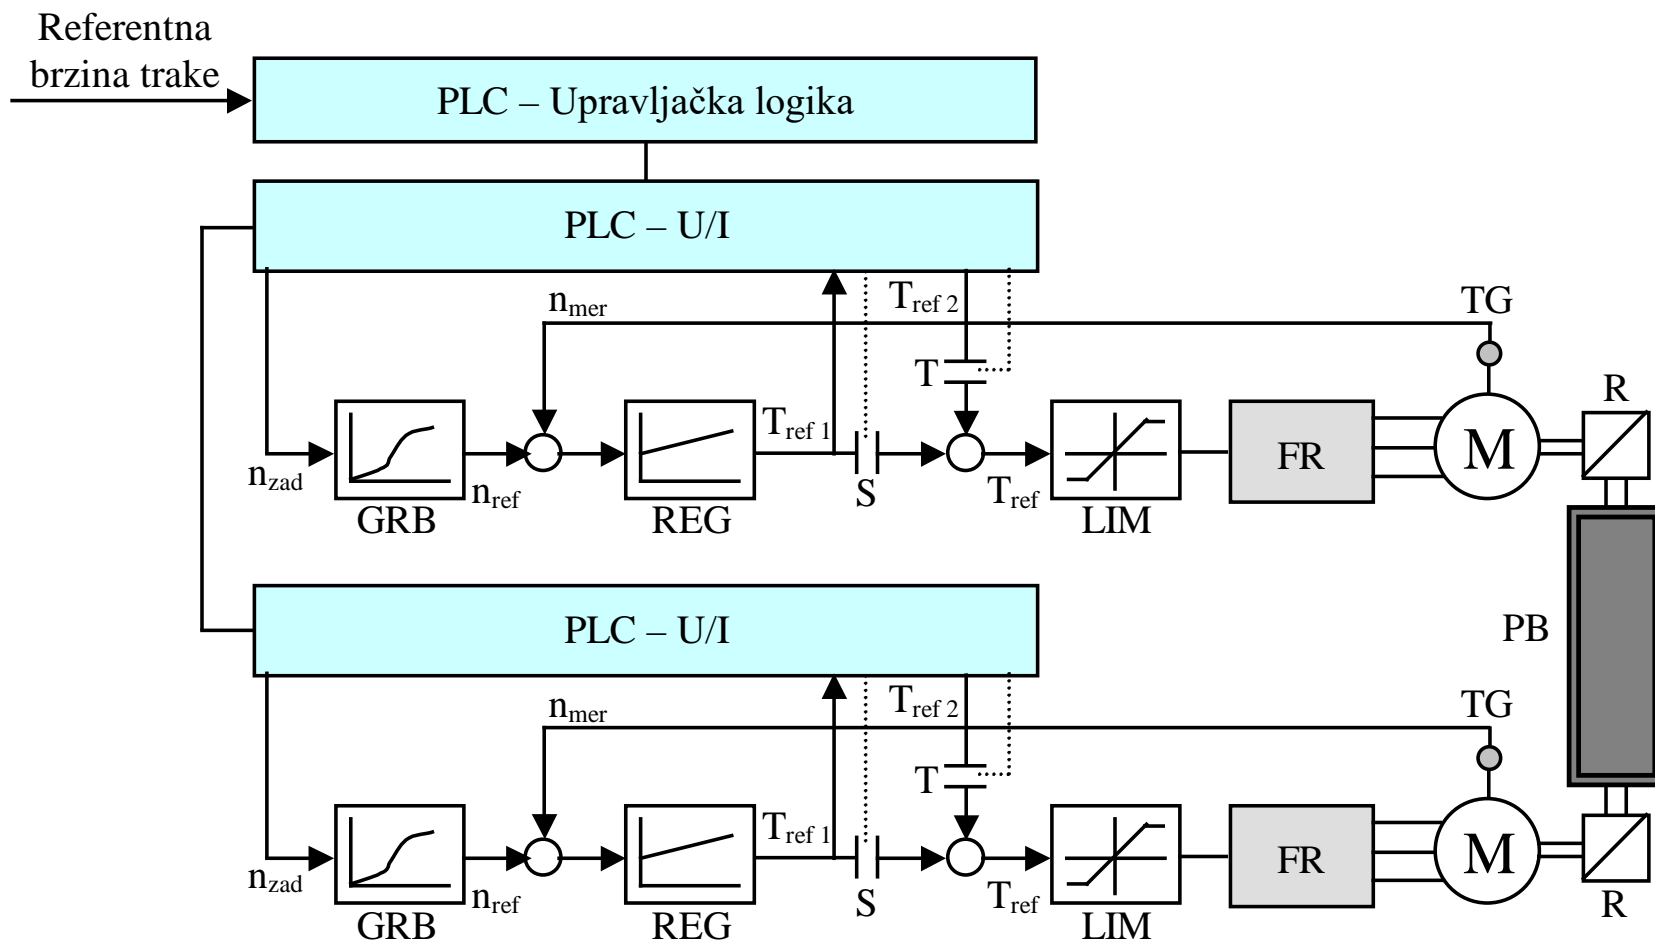 Referentna
brzina trake
PLC – Upravljačka logika
PLC – U/I
n_mer
T_ref 2
TG
T
R
T_ref 1
n_zad
n_ref
S
T_ref
FR
M
GRB
REG
LIM
PB
PLC – U/I
n_mer
T_ref 2
TG
T
T_ref 1
n_zad
n_ref
S
T_ref
FR
M
R
GRB
REG
LIM